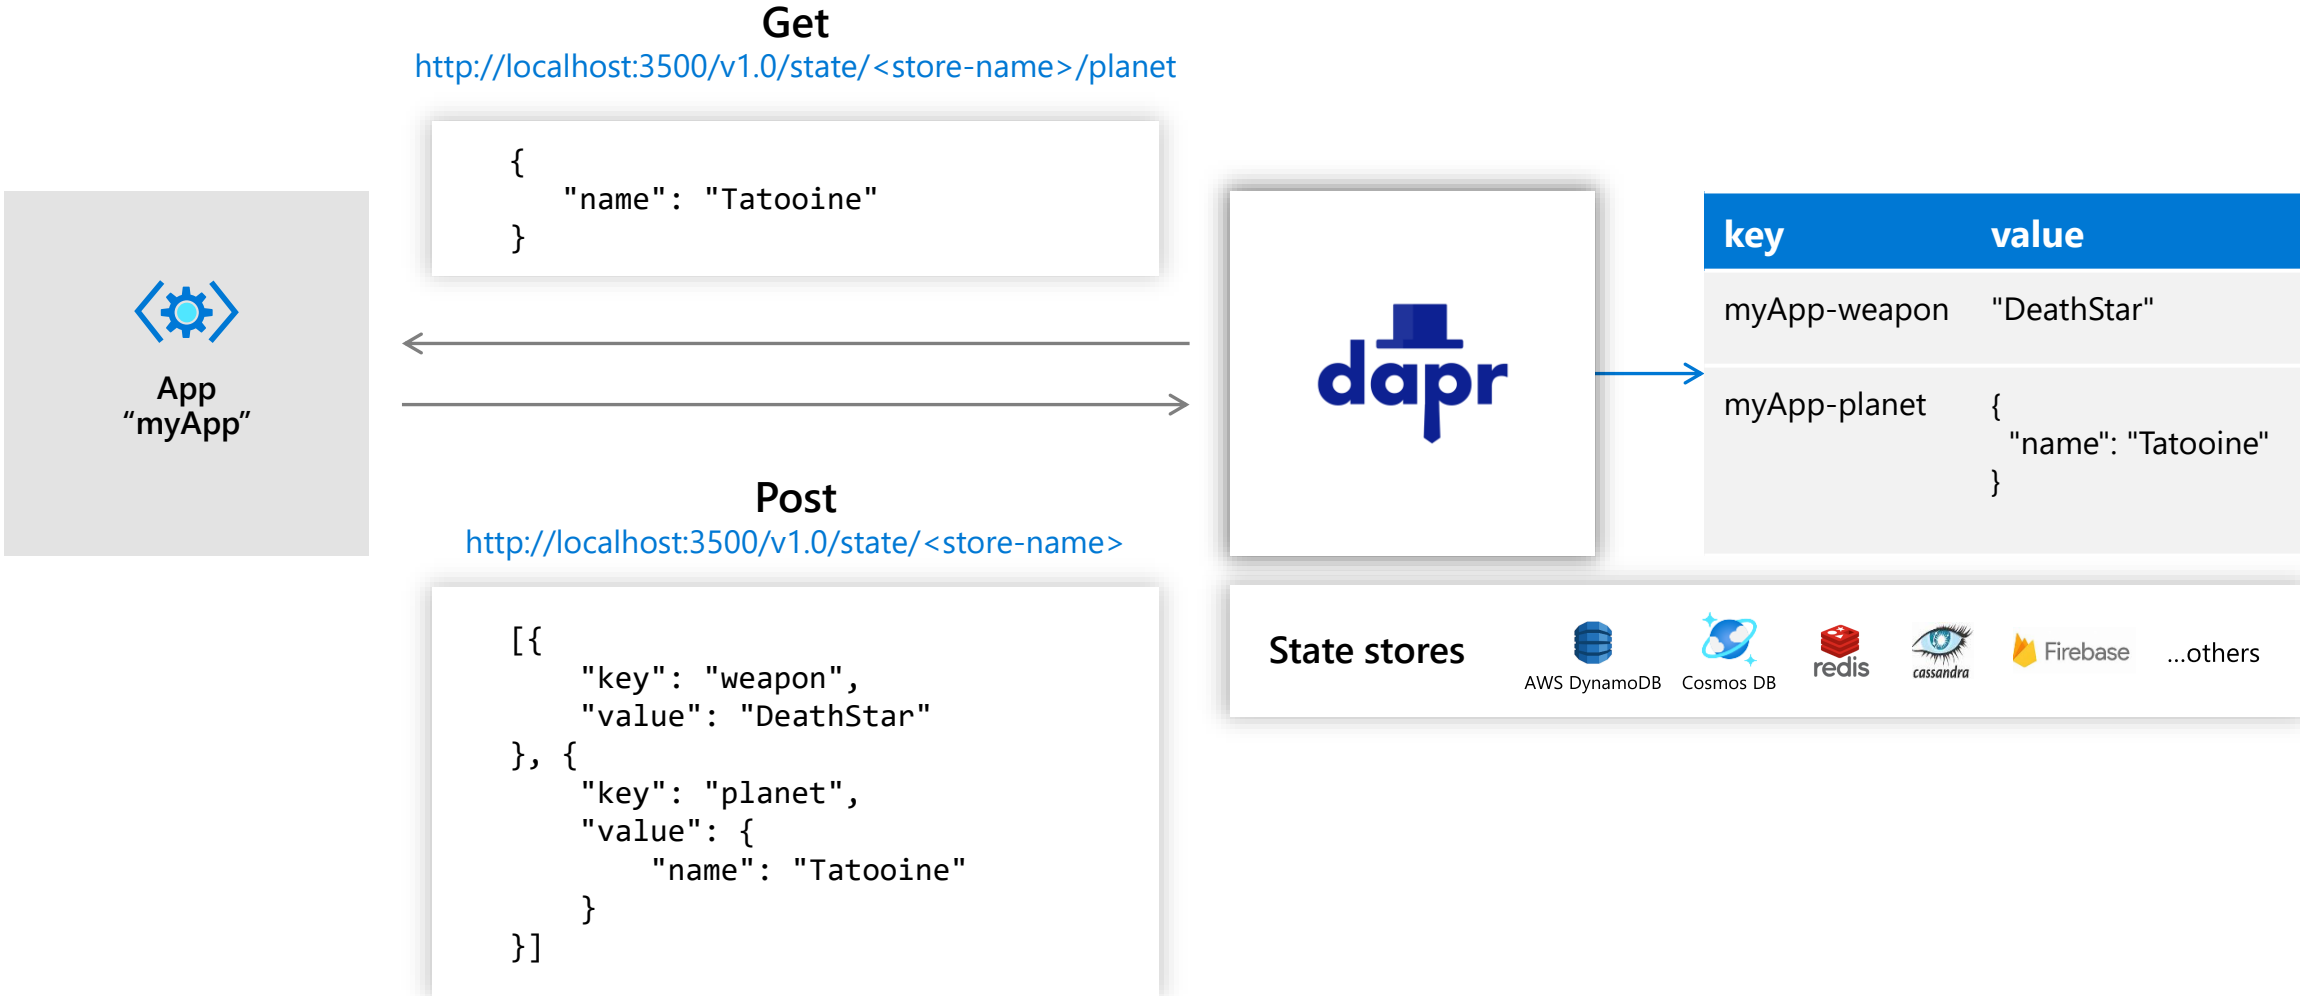 Get
http://localhost:3500/v1.0/state/<store-name>/planet
{
"name": "Tatooine"
}
App
“myApp”
dapr
key value
myApp-weapon "DeathStar"
myApp-planet {
"name": "Tatooine"
}
Post
http://localhost:3500/v1.0/state/<store-name>
[{
"key": "weapon",
"value": "DeathStar"
}, {
"key": "planet",
"value": {
"name": "Tatooine"
}
}]
State stores
AWS DynamoDB
Cosmos DB
redis
cassandra
Firebase
...others